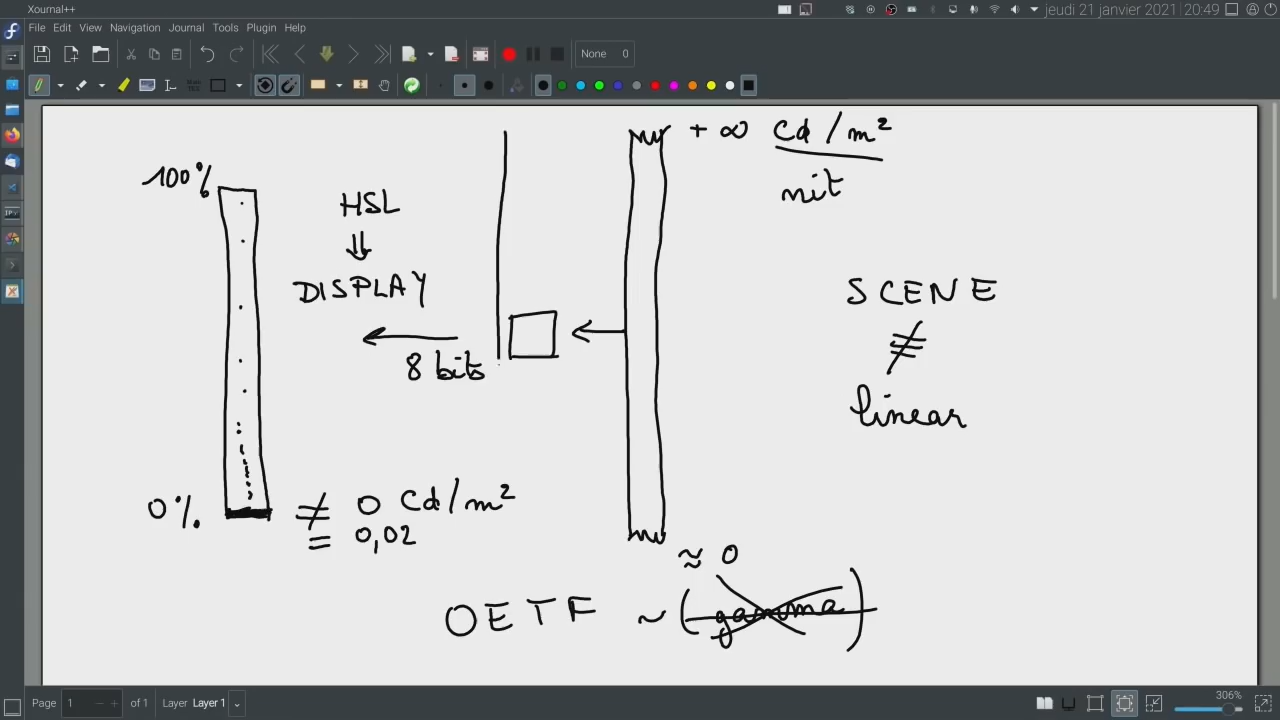 Xournal++
jeudi 21 janvier 2021 20:49
File Edit View Navigation Journal Tools Plugin Help
None 0
+ ∞ Cd/m²
nit
100%
HSL
⇓
DISPLAY
8 bits
SCENE
≠
linear
0% ≠ 0 Cd/m²
= 0,02
≈ 0
OETF ~ (gamma)
Page 1 of 1 Layer Layer 1
306%